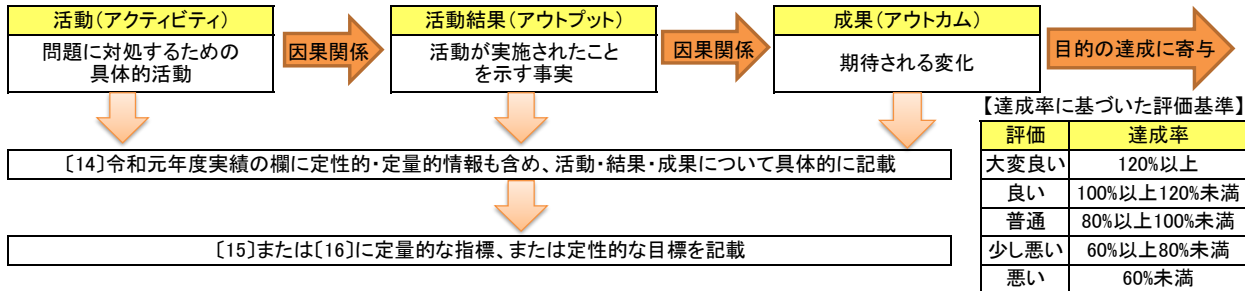 活動(アクティビティ)
問題に対処するための
具体的活動
因果関係
活動結果(アウトプット)
活動が実施されたこと
を示す事実
因果関係
成果(アウトカム)
期待される変化
目的の達成に寄与
〔14〕令和元年度実績の欄に定性的・定量的情報も含め、活動・結果・成果について具体的に記載
〔15〕または〔16〕に定量的な指標、または定性的な目標を記載
【達成率に基づいた評価基準】
評価 達成率
大変良い 120%以上
良い 100%以上120%未満
普通 80%以上100%未満
少し悪い 60%以上80%未満
悪い 60%未満